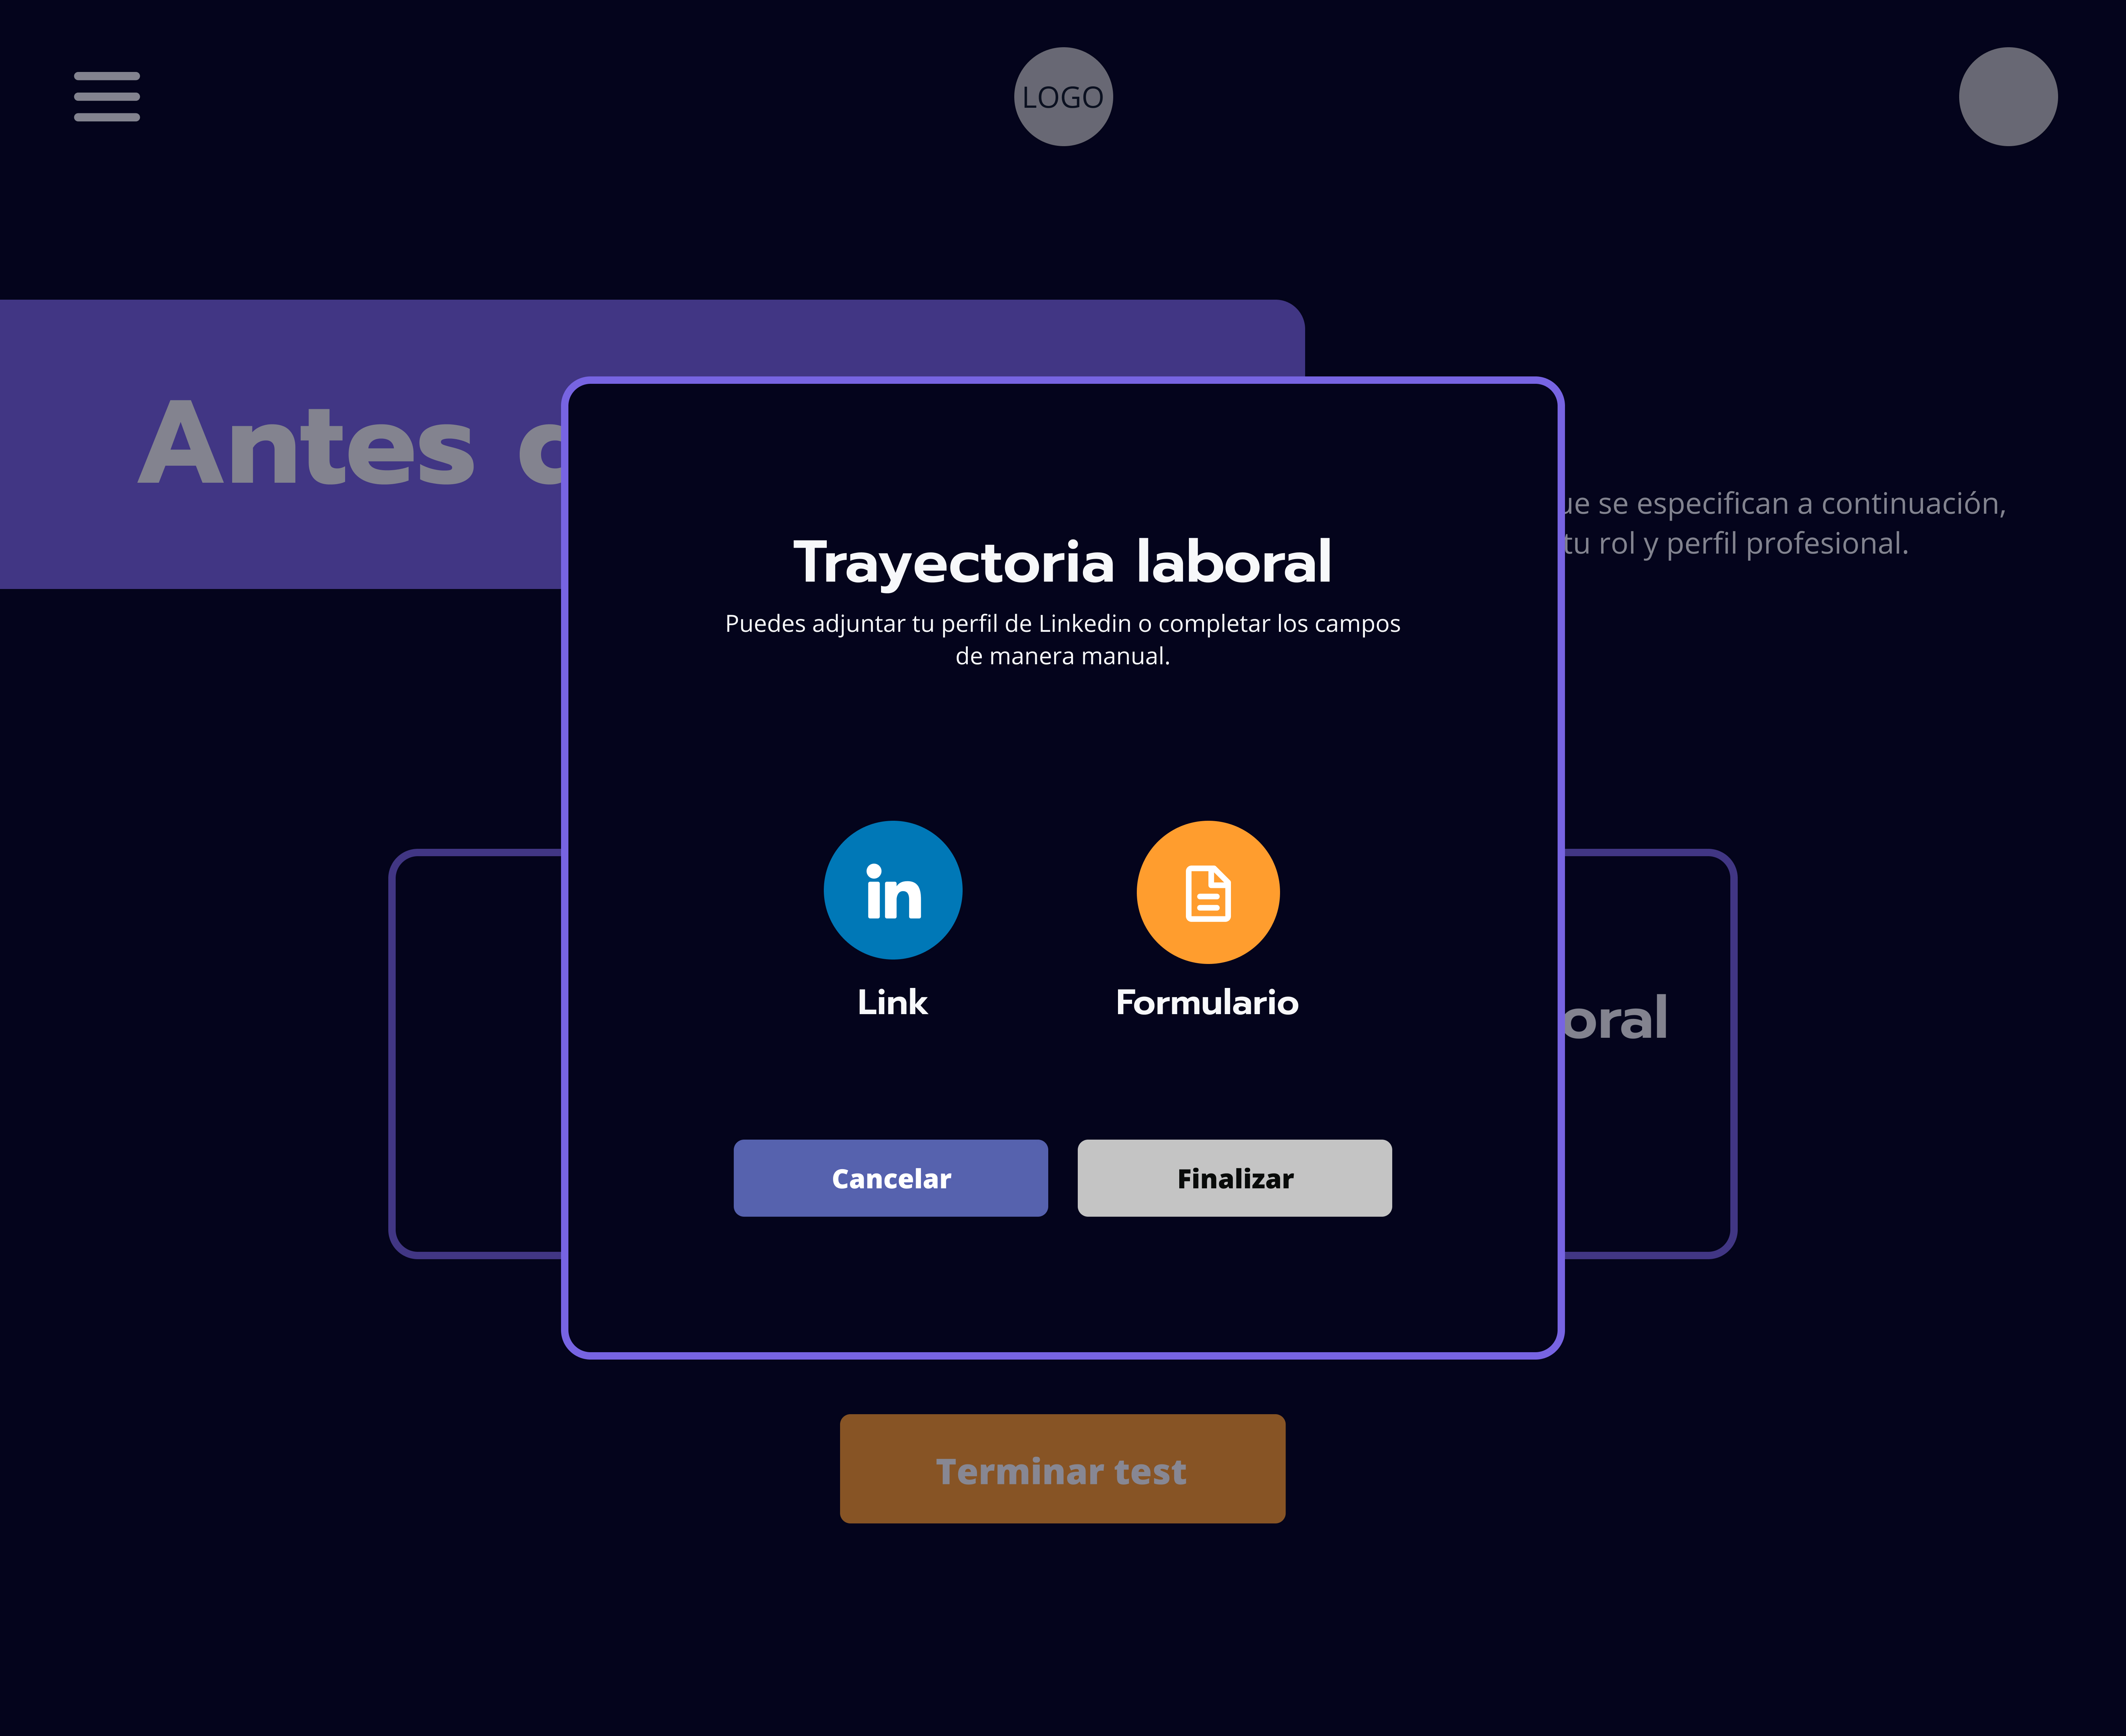 LOGO
Antes
se especifican a continuación,
tu rol y perfil profesional.
Trayectoria laboral
Puedes adjuntar tu perfil de Linkedin o completar los campos
de manera manual.
in
Link
Formulario
oral
Cancelar
Finalizar
Terminar test